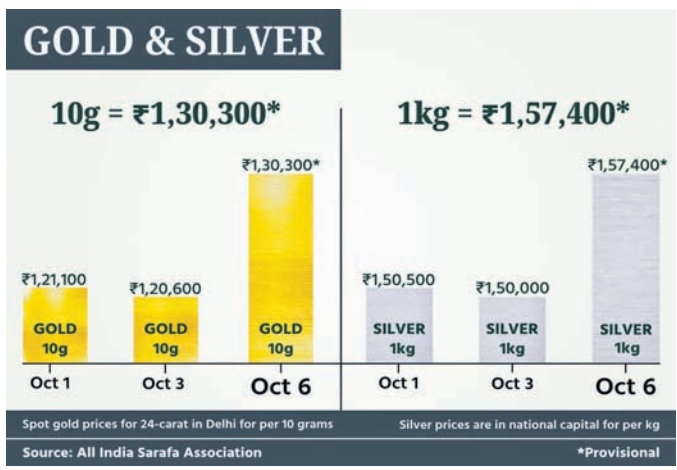 GOLD & SILVER
10g = ₹1,30,300*
₹1,30,300*
₹1,21,100
₹1,20,600
GOLD
10g
GOLD
10g
GOLD
10g
Oct 1
Oct 3
Oct 6
1kg = ₹1,57,400*
₹1,57,400*
₹1,50,500
₹1,50,000
SILVER
1kg
SILVER
1kg
SILVER
1kg
Oct 1
Oct 3
Oct 6
Spot gold prices for 24-carat in Delhi for per 10 grams
Silver prices are in national capital for per kg
Source: All India Sarafa Association
*Provisional